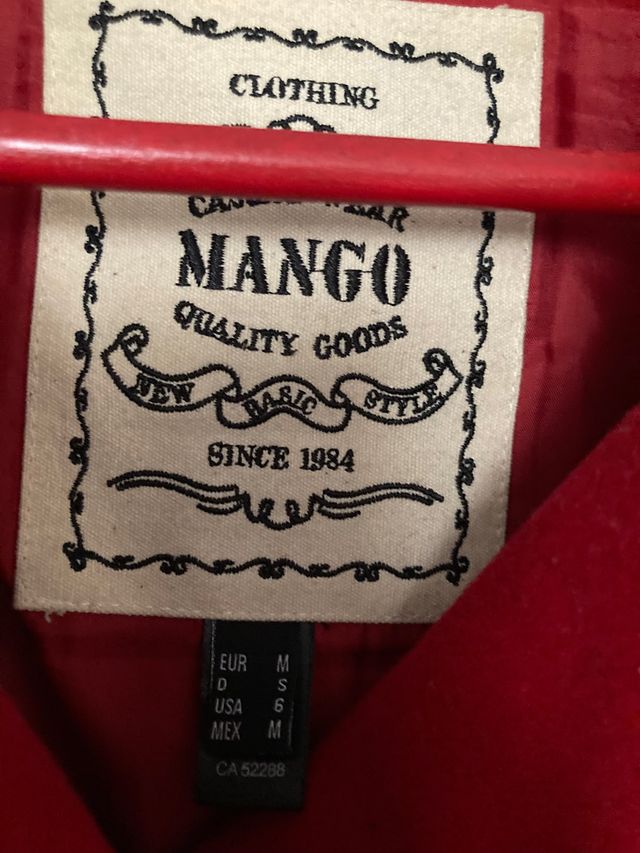 CLOTHING
MANGO
QUALITY GOODS
NEW BASIC STYLE
SINCE 1984
EUR M
D S
USA 6
MEX M
CA 52288